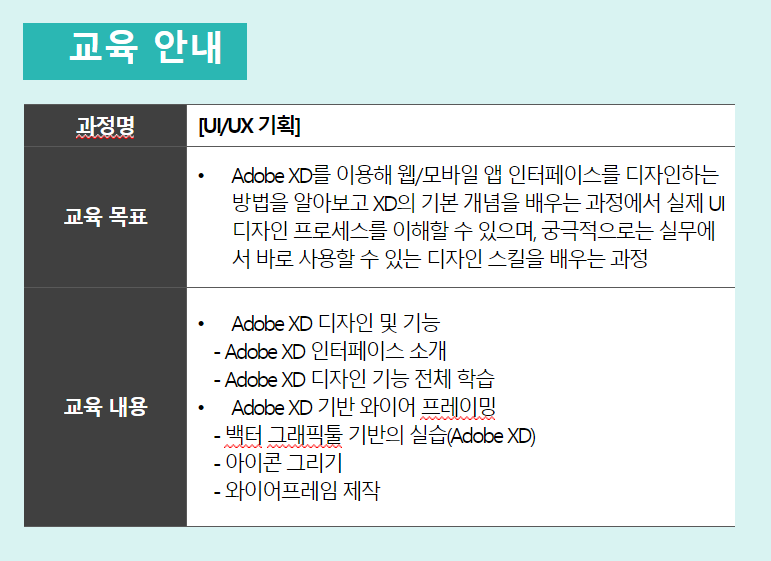 교육 안내
과정명
[UI/UX 기획]
교육 목표
• Adobe XD를 이용해 웹/모바일 앱 인터페이스를 디자인하는
방법을 알아보고 XD의 기본 개념을 배우는 과정에서 실제 UI
디자인 프로세스를 이해할 수 있으며, 궁극적으로는 실무에
서 바로 사용할 수 있는 디자인 스킬을 배우는 과정
교육 내용
• Adobe XD 디자인 및 기능
- Adobe XD 인터페이스 소개
- Adobe XD 디자인 기능 전체 학습
• Adobe XD 기반 와이어 프레이밍
- 백터 그래픽툴 기반의 실습(Adobe XD)
- 아이콘 그리기
- 와이어프레임 제작